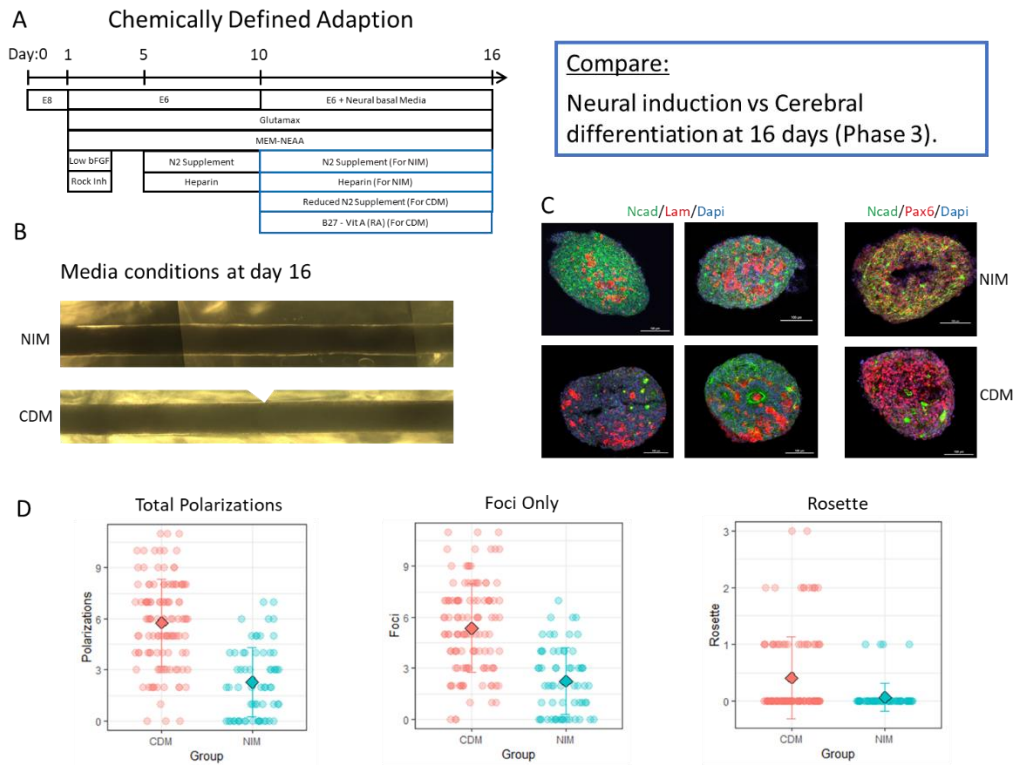 A
Chemically Defined Adaption
Day:0 1 5 10 16
E8 E6 E6 + Neural basal Media
Glutamax
MEM-NEAA
Low bFGF N2 Supplement N2 Supplement (For NIM)
Rock Inh Heparin Heparin (For NIM)
Reduced N2 Supplement (For CDM)
B27 - Vit A (RA) (For CDM)
Compare:
Neural induction vs Cerebral
differentiation at 16 days (Phase 3).
B
Media conditions at day 16
NIM
CDM
C
Ncad/Lam/Dapi Ncad/Pax6/Dapi
NIM
CDM
D
Total Polarizations
Polarizations
9
6
3
0
CDM NIM
Group
Foci Only
Foci
9
6
3
0
CDM NIM
Group
Rosette
Rosette
3
2
1
0
CDM NIM
Group